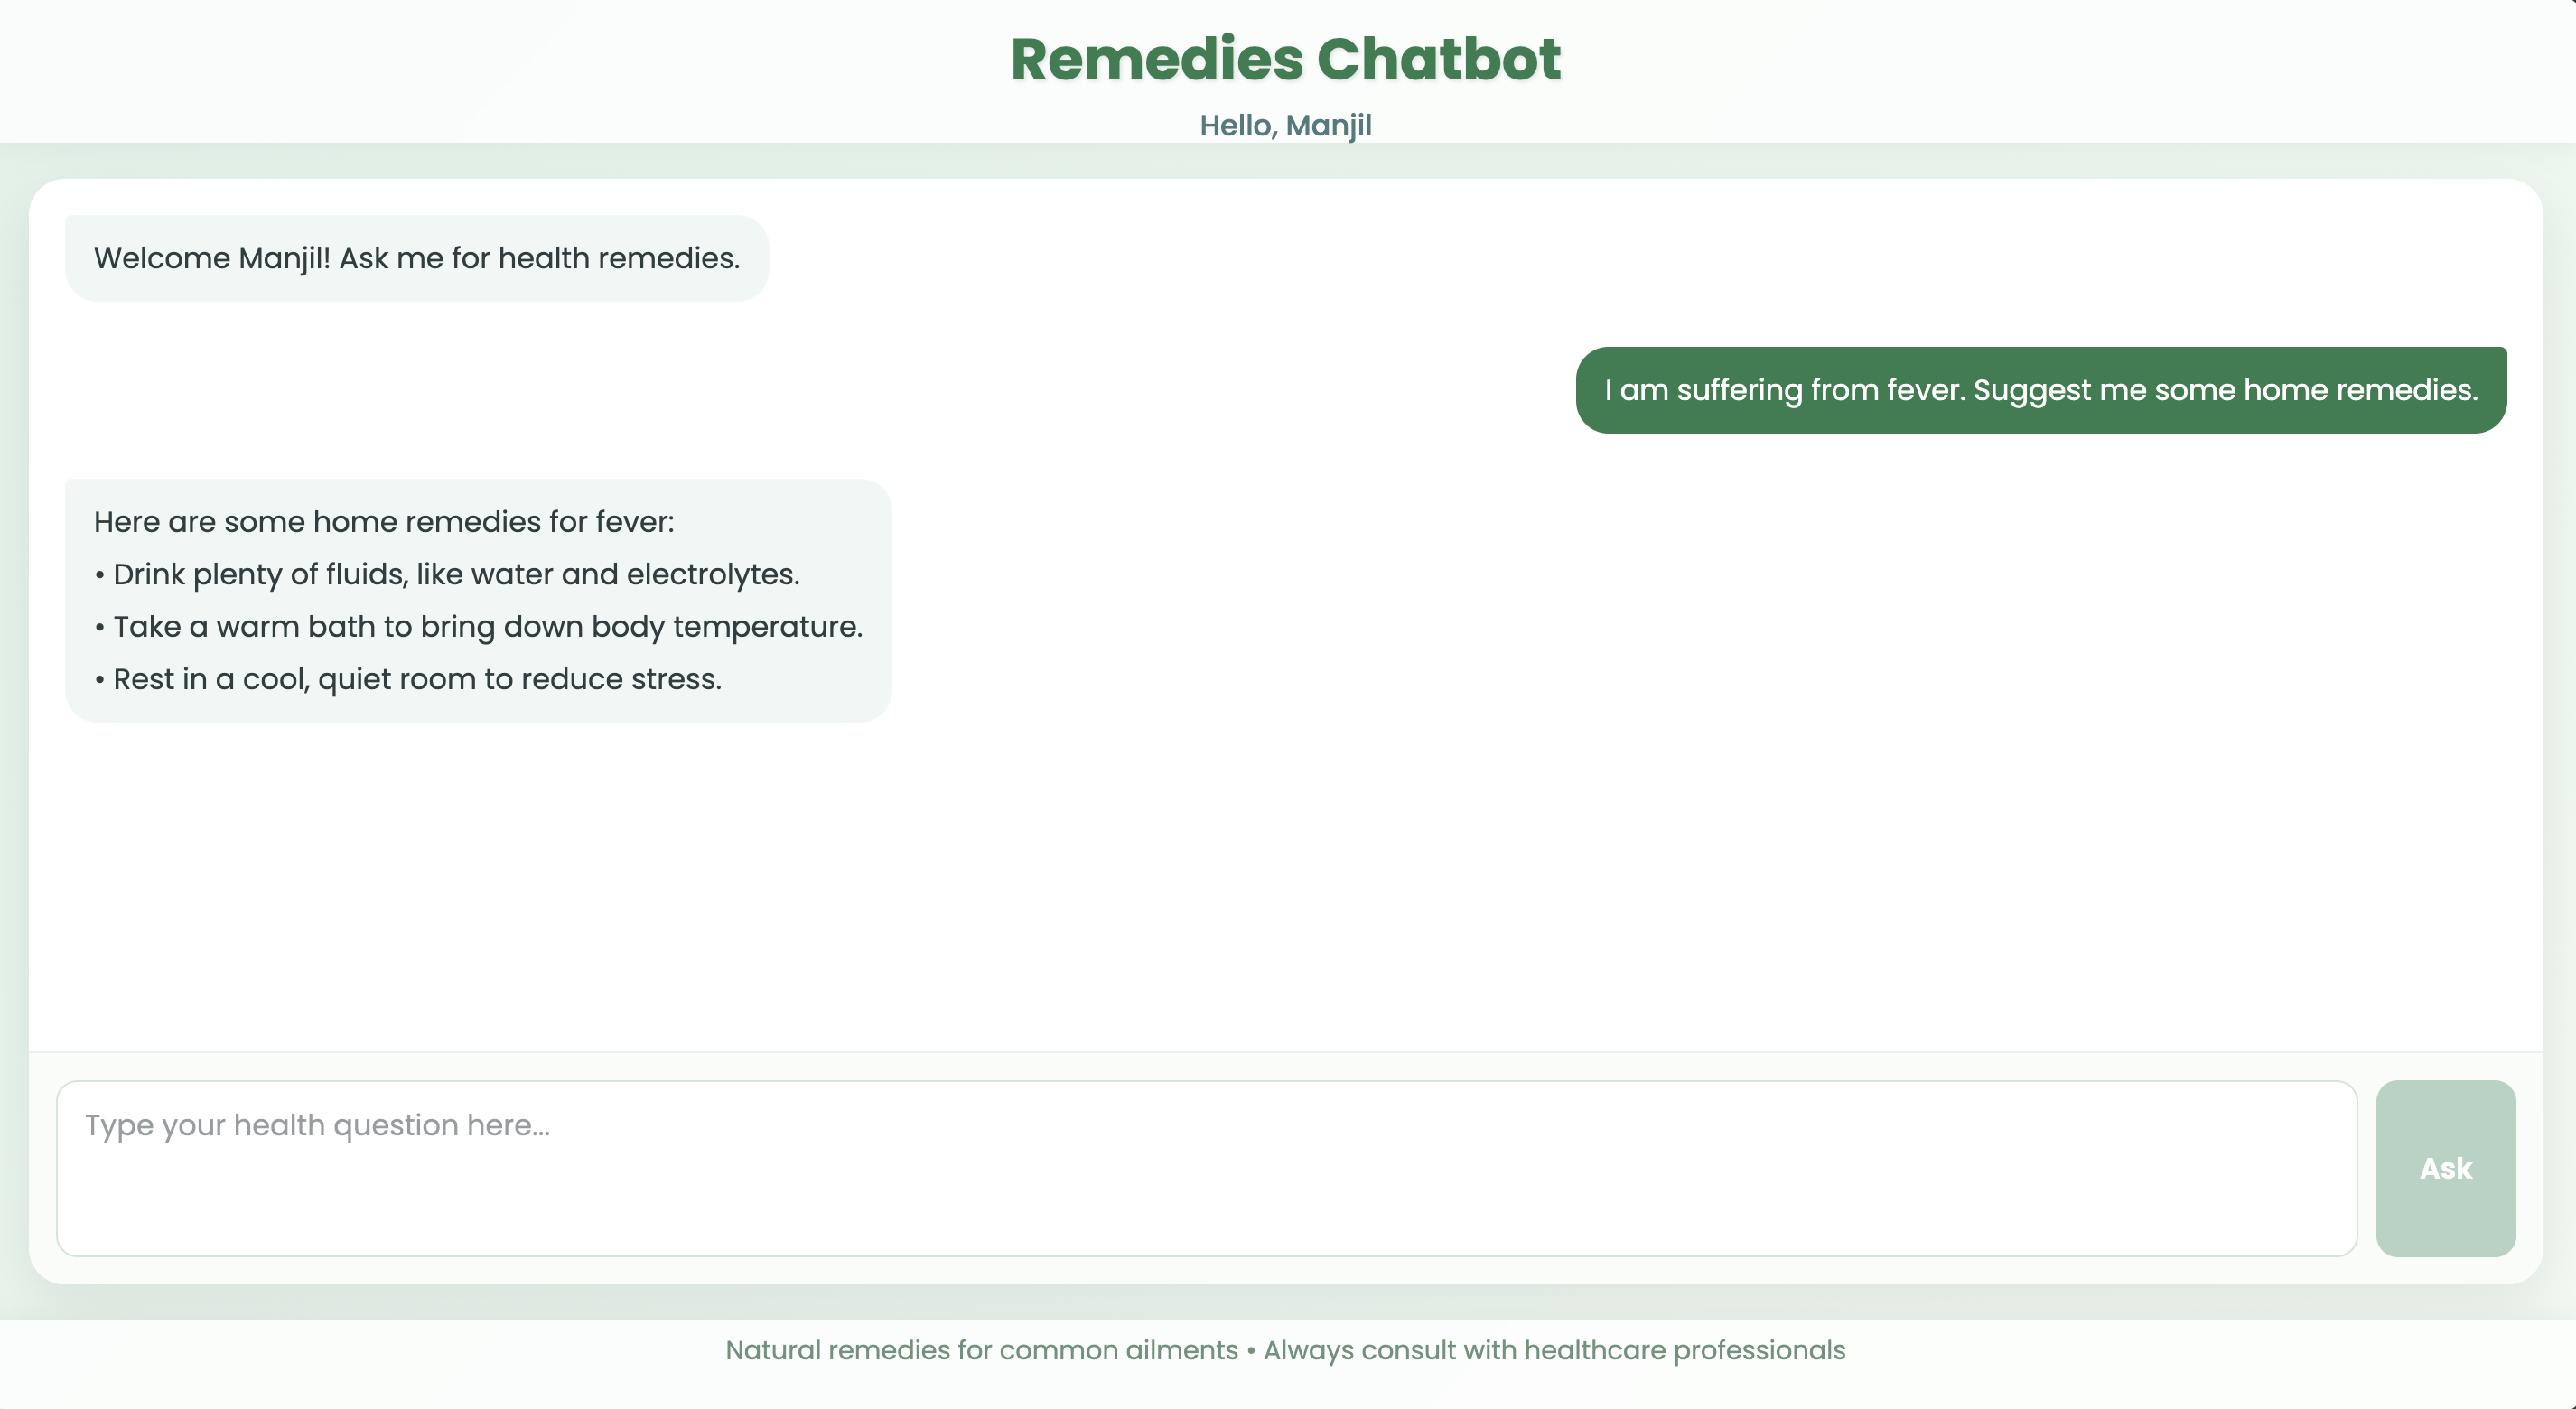 Remedies Chatbot
Hello, Manjil
Welcome Manjil! Ask me for health remedies.
I am suffering from fever. Suggest me some home remedies.
Here are some home remedies for fever:
• Drink plenty of fluids, like water and electrolytes.
• Take a warm bath to bring down body temperature.
• Rest in a cool, quiet room to reduce stress.
Type your health question here...
Ask
Natural remedies for common ailments • Always consult with healthcare professionals